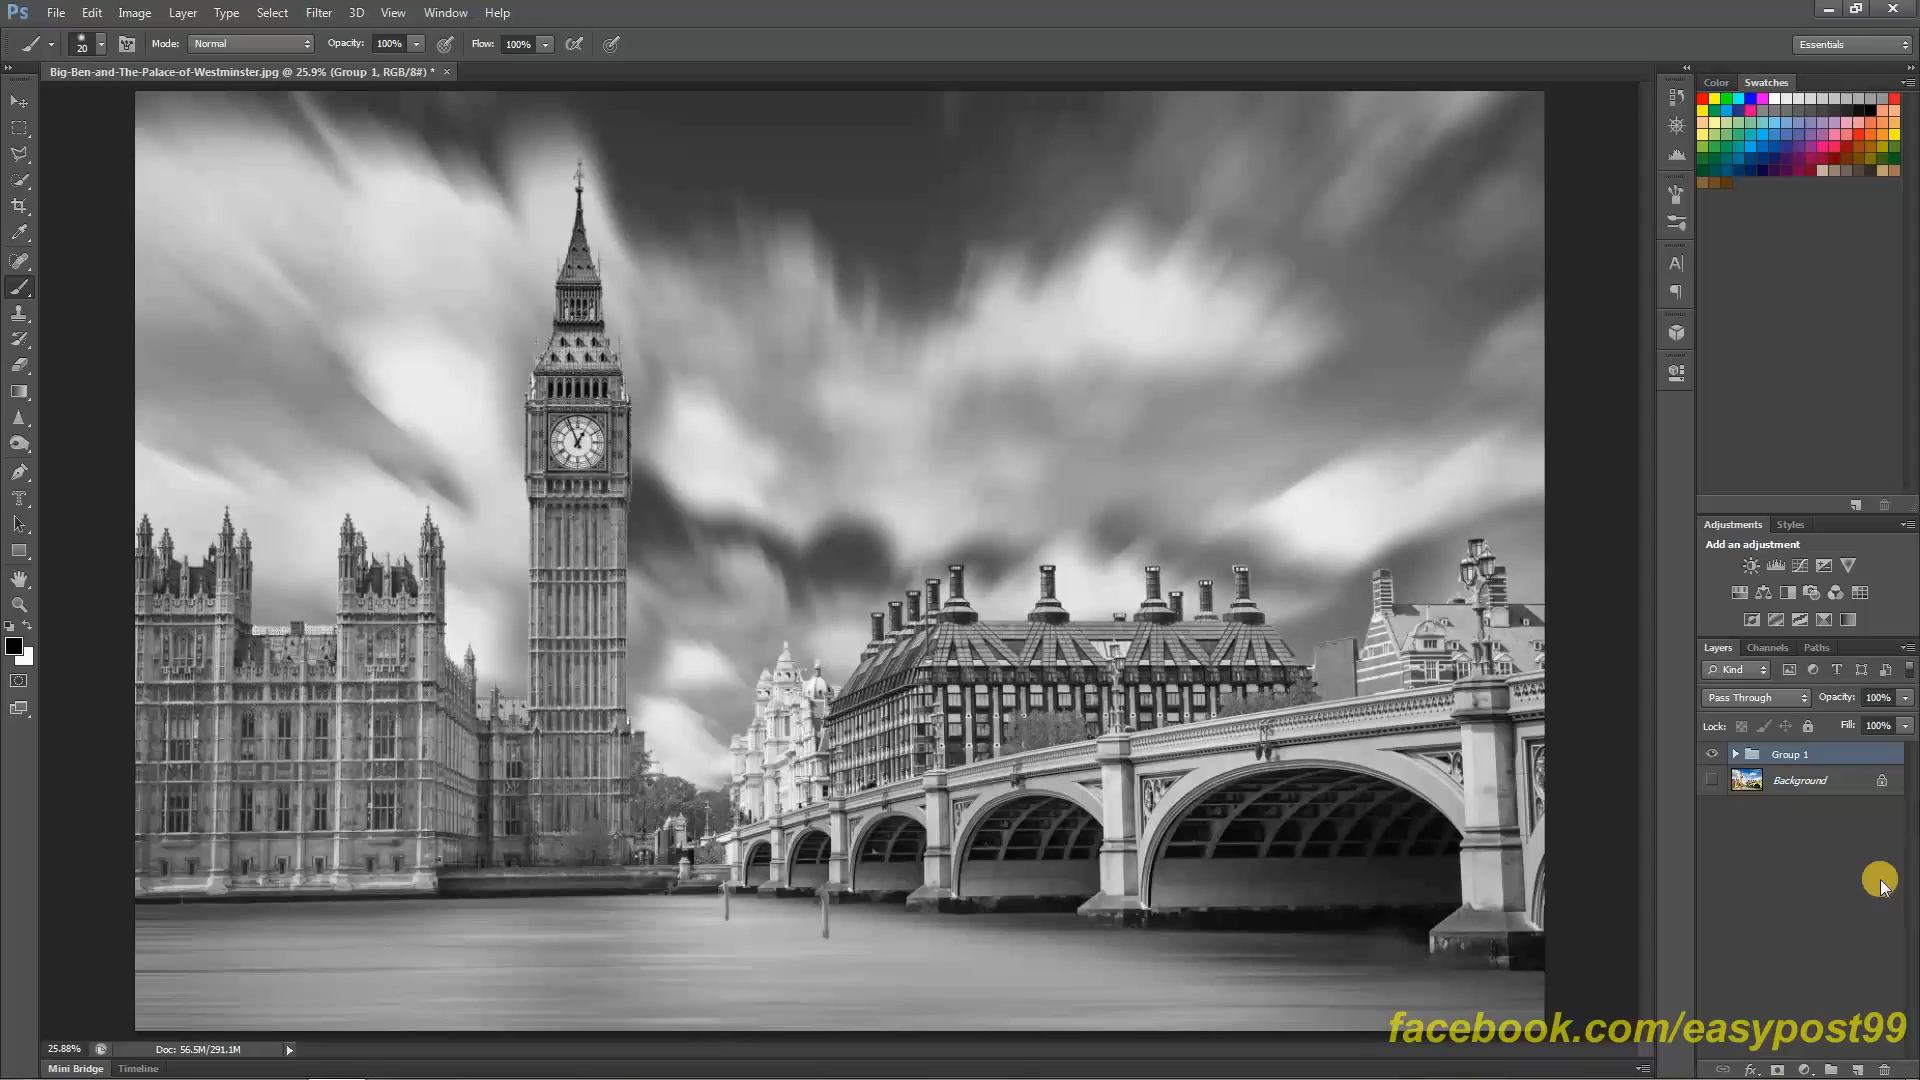 Ps File Edit Image Layer Type Select Filter 3D View Window Help
20 Mode: Normal Opacity: 100% Flow: 100% Essentials
Big-Ben-and-The-Palace-of-Westminster.jpg @ 25.9% (Group 1, RGB/8#) * ×
Color Swatches
Adjustments Styles
Add an adjustment
Layers Channels Paths
Kind
Pass Through Opacity: 100%
Lock: Fill: 100%
Group 1
Background
facebook.com/easypost99
25.88% Doc: 56.5M/291.1M
Mini Bridge Timeline
fx